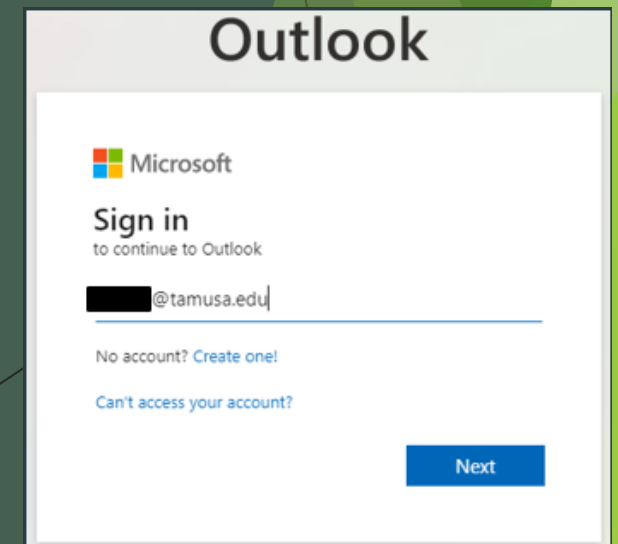 Outlook
Microsoft
Sign in
to continue to Outlook
@tamusa.edu
No account? Create one!
Can't access your account?
Next